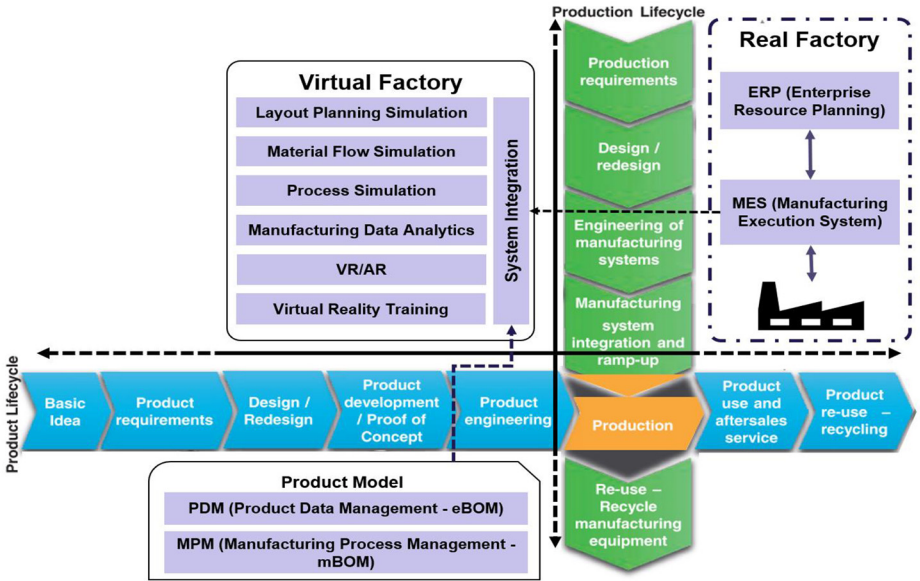 Production Lifecycle
Virtual Factory
Layout Planning Simulation
Material Flow Simulation
Process Simulation
Manufacturing Data Analytics
VR/AR
Virtual Reality Training
System Integration
Production
requirements
Design /
redesign
Engineering of
manufacturing
systems
Manufacturing
system
integration and
ramp-up
Real Factory
ERP (Enterprise
Resource Planning)
MES (Manufacturing
Execution System)
Product Lifecycle
Basic
Idea
Product
requirements
Design /
Redesign
Product
development
/ Proof of
Concept
Product
engineering
Production
Product
use and
aftersales
service
Product
re-use –
recycling
Re-use –
Recycle
manufacturing
equipment
Product Model
PDM (Product Data Management - eBOM)
MPM (Manufacturing Process Management -
mBOM)